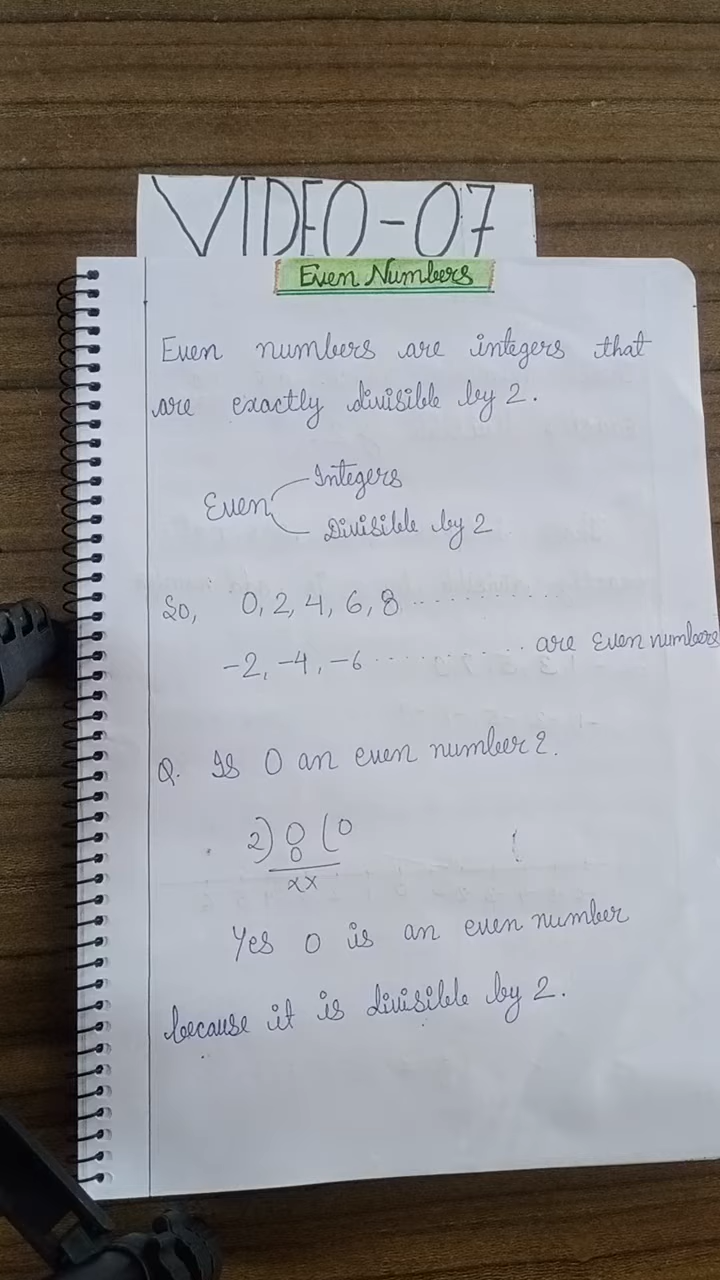 VIDEO-07
Even Numbers
Even numbers are integers that
are exactly divisible by 2.
Integers
Even
Divisible by 2
So, 0, 2, 4, 6, 8 ............
-2, -4, -6 ............ are Even numbers
Q. Is 0 an even number?
2) 0 (0
0
xx
Yes 0 is an even number
because it is divisible by 2.